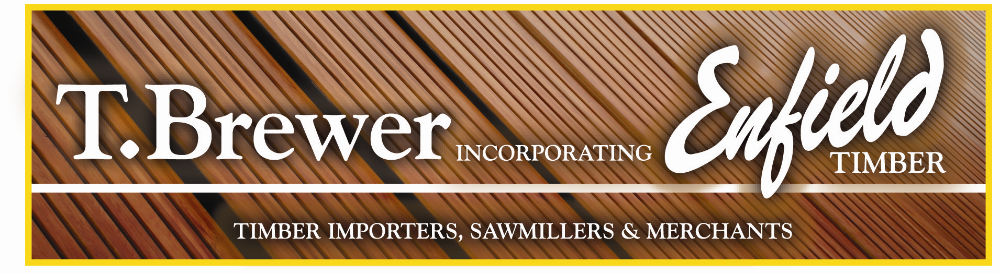 T.Brewer INCORPORATING Enfield
TIMBER
TIMBER IMPORTERS, SAWMILLERS & MERCHANTS